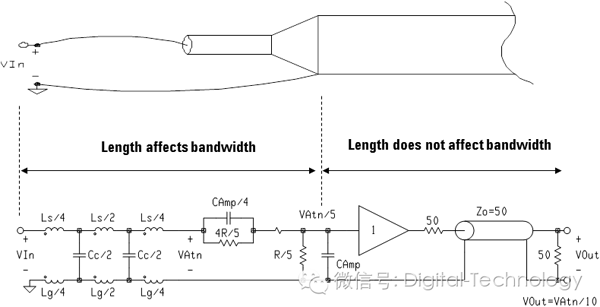 +
VIn
-
Length affects bandwidth
Length does not affect bandwidth
CAmp/4
VAtn/5
Zo=50
Ls/4 Ls/2 Ls/4
4R/5
1
50
VIn
Cc/2 Cc/2
VAtn
R/5
CAmp
50
VOut
Lg/4 Lg/2 Lg/4
微信号: Digital-Technology
VOut=VAtn/10